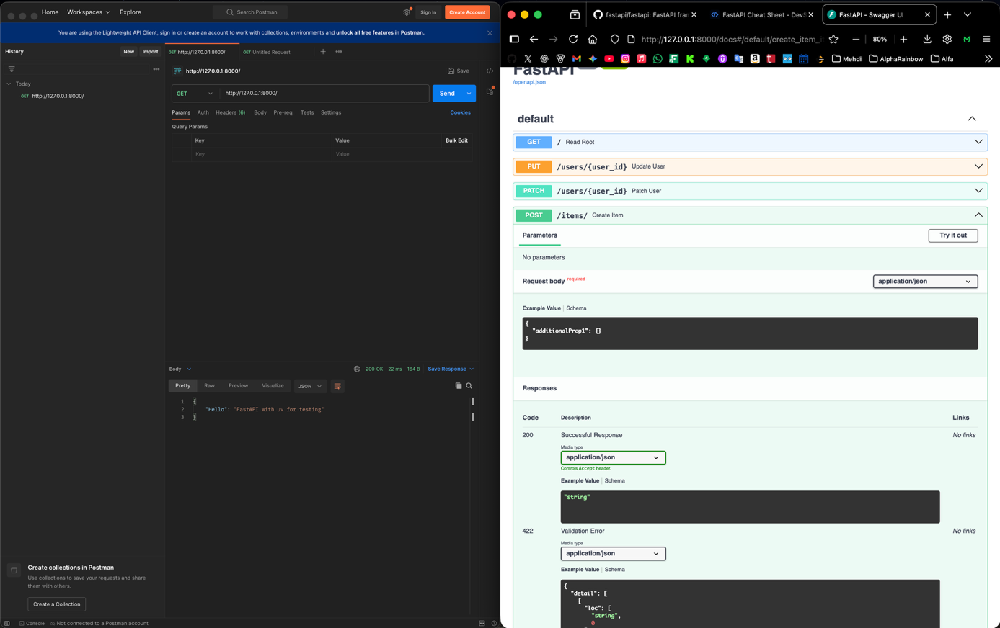 Home Workspaces Explore Search Postman Sign In Create Account
You are using the Lightweight API Client, sign in or create an account to work with collections, environments and unlock all free features in Postman.
History New Import
Today
GET http://127.0.0.1:8000/
Create collections in Postman
Use collections to save your requests and share
them with others.
Create a Collection
GET http://127.0.0.1:8000/ GET Untitled Request
http://127.0.0.1:8000/ Save
GET http://127.0.0.1:8000/ Send
Params Auth Headers (6) Body Pre-req. Tests Settings Cookies
Query Params
Key Value Bulk Edit
Key Value
Body 200 OK 22 ms 164 B Save Response
Pretty Raw Preview Visualize JSON
1 {
2 "Hello": "FastAPI with uv for testing"
3 }
Console Not connected to a Postman account
fastapi/fastapi: FastAPI fran FastAPI Cheat Sheet - DevS FastAPI - Swagger UI
http://127.0.0.1:8000/docs#/default/create_item_i 80%
Mehdi AlphaRainbow Alfa
FastAPI
/openapi.json
default
GET / Read Root
PUT /users/{user_id} Update User
PATCH /users/{user_id} Patch User
POST /items/ Create Item
Parameters Try it out
No parameters
Request body required application/json
Example Value Schema
{
"additionalProp1": {}
}
Responses
Code Description Links
200 Successful Response No links
Media type
application/json
Controls Accept header.
Example Value Schema
"string"
422 Validation Error No links
Media type
application/json
Example Value Schema
{
"detail": [
{
"loc": [
"string",
0